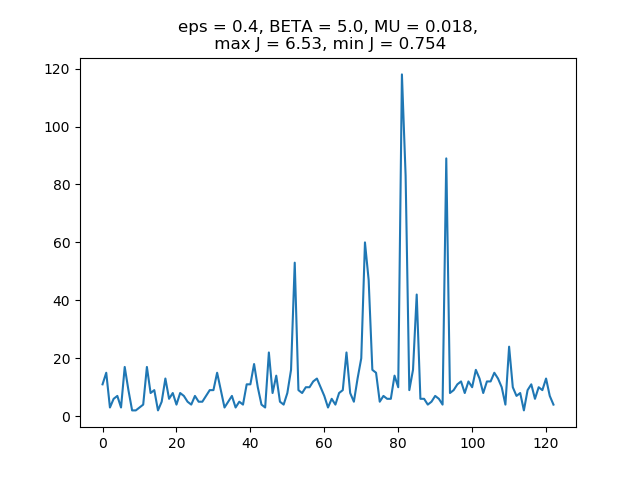 eps = 0.4, BETA = 5.0, MU = 0.018,
max J = 6.53, min J = 0.754
120
100
80
60
40
20
0
0 20 40 60 80 100 120